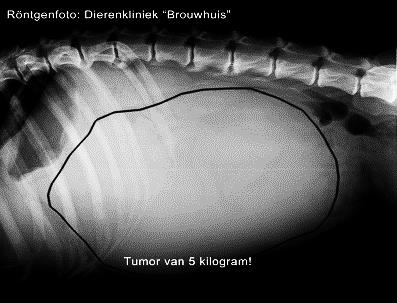 Röntgenfoto: Dierenkliniek “Brouwhuis”
Tumor van 5 kilogram!